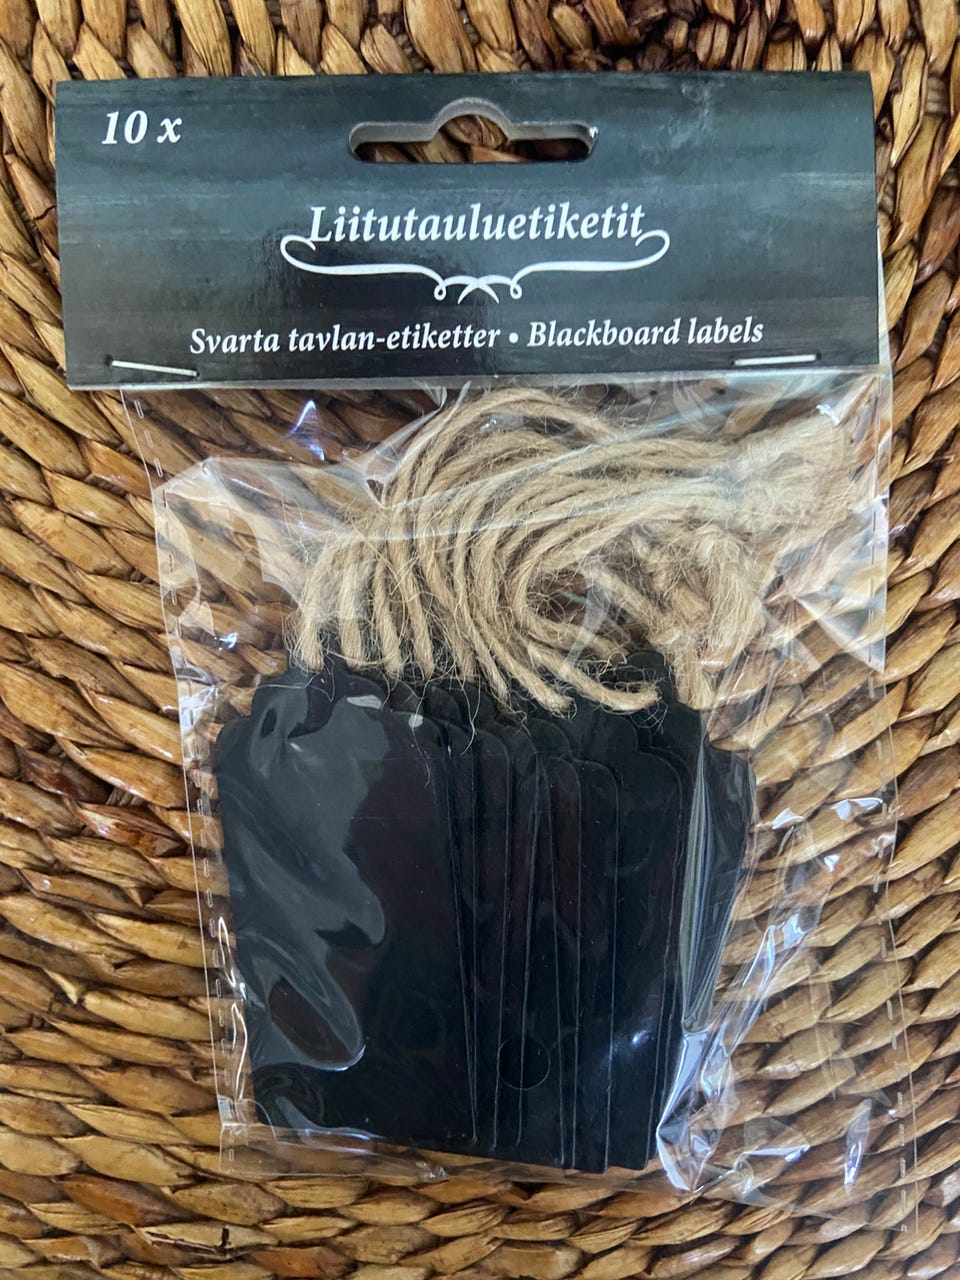 10 x
Liitutauluetiketit
Svarta tavlan-etiketter • Blackboard labels